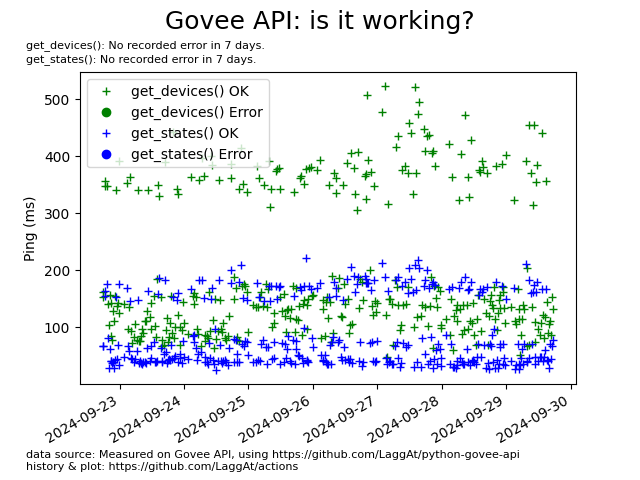 Govee API: is it working?
get_devices(): No recorded error in 7 days.
get_states(): No recorded error in 7 days.
get_devices() OK
get_devices() Error
get_states() OK
get_states() Error
Ping (ms)
500
400
300
200
100
2024-09-23
2024-09-24
2024-09-25
2024-09-26
2024-09-27
2024-09-28
2024-09-29
2024-09-30
data source: Measured on Govee API, using https://github.com/LaggAt/python-govee-api
history & plot: https://github.com/LaggAt/actions